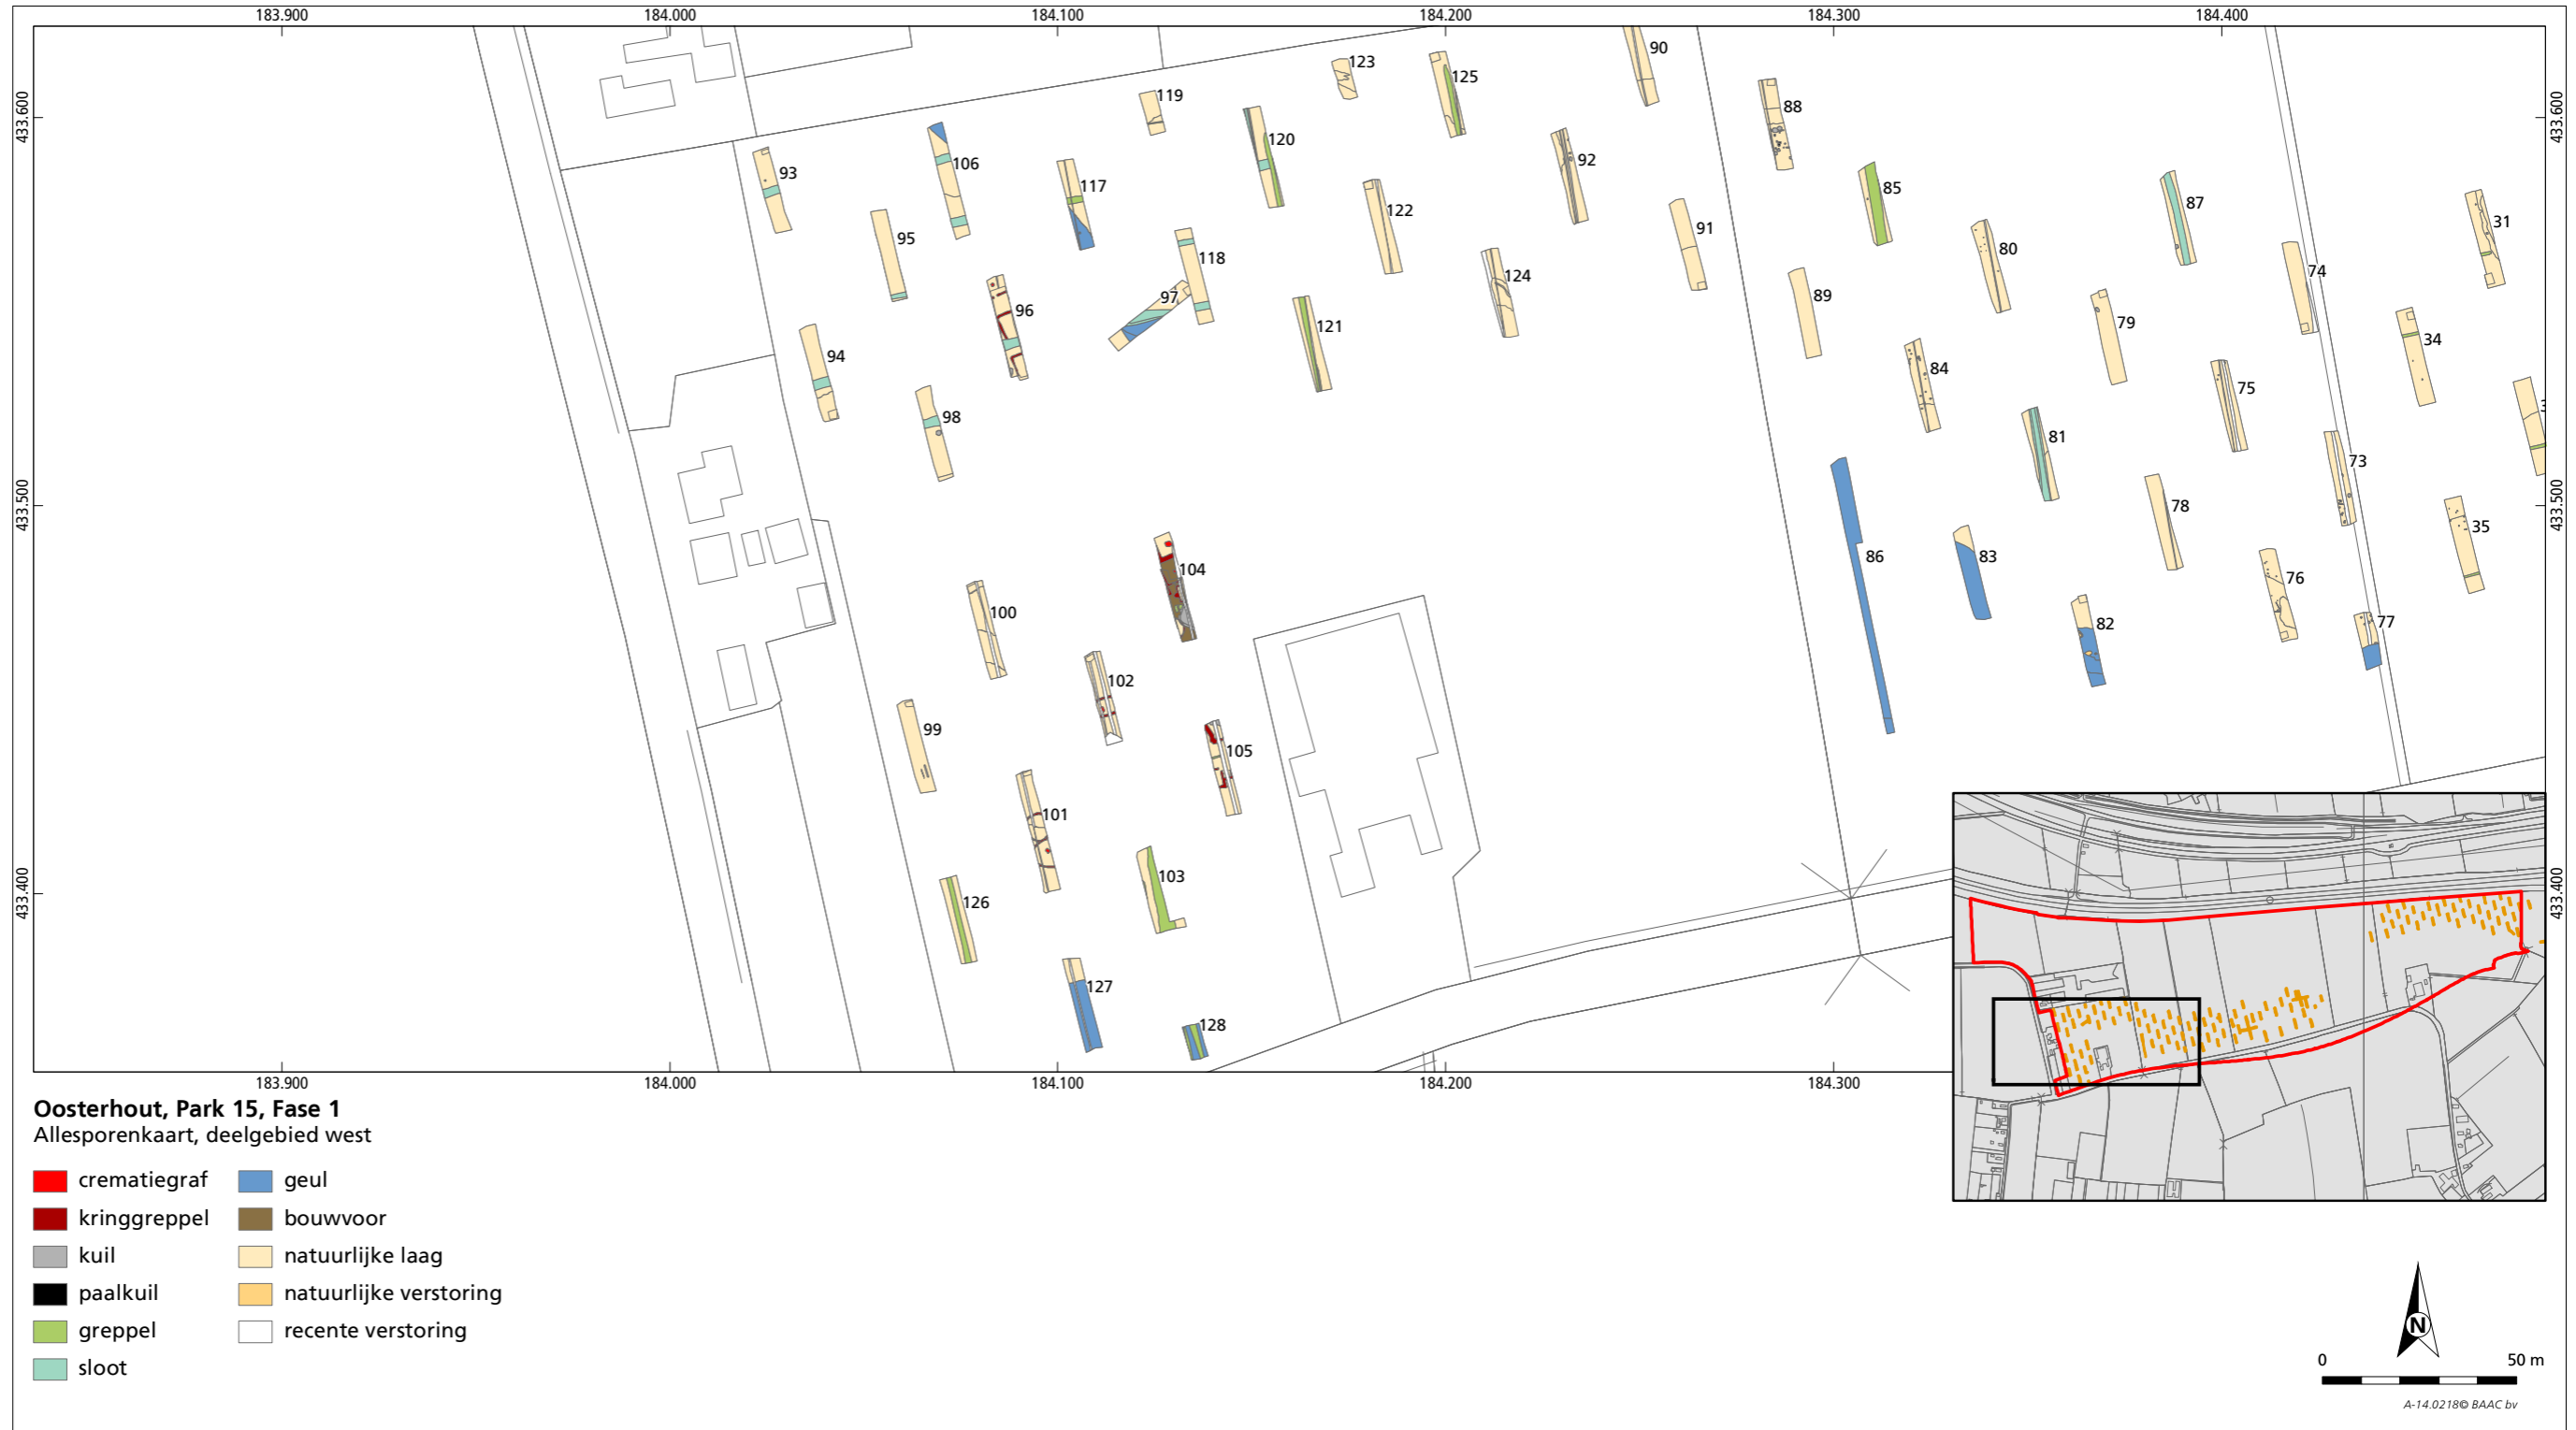 183.900 184.000 184.100 184.200 184.300 184.400
433.600 433.600
433.500 433.500
433.400 433.400
90
123
125
119
88
120
92
106
93
117
85
87
122
91
31
95
80
118
74
124
97
89
96
121
79
34
94
84
75
98
81
73
78
35
86
83
104
76
100
82
77
102
99
105
101
103
126
127
128
183.900 184.000 184.100 184.200 184.300
Oosterhout, Park 15, Fase 1
Allesporenkaart, deelgebied west
crematiegraf
kringgreppel
kuil
paalkuil
greppel
sloot
geul
bouwvoor
natuurlijke laag
natuurlijke verstoring
recente verstoring
N
0 50 m
A-14.0218© BAAC bv